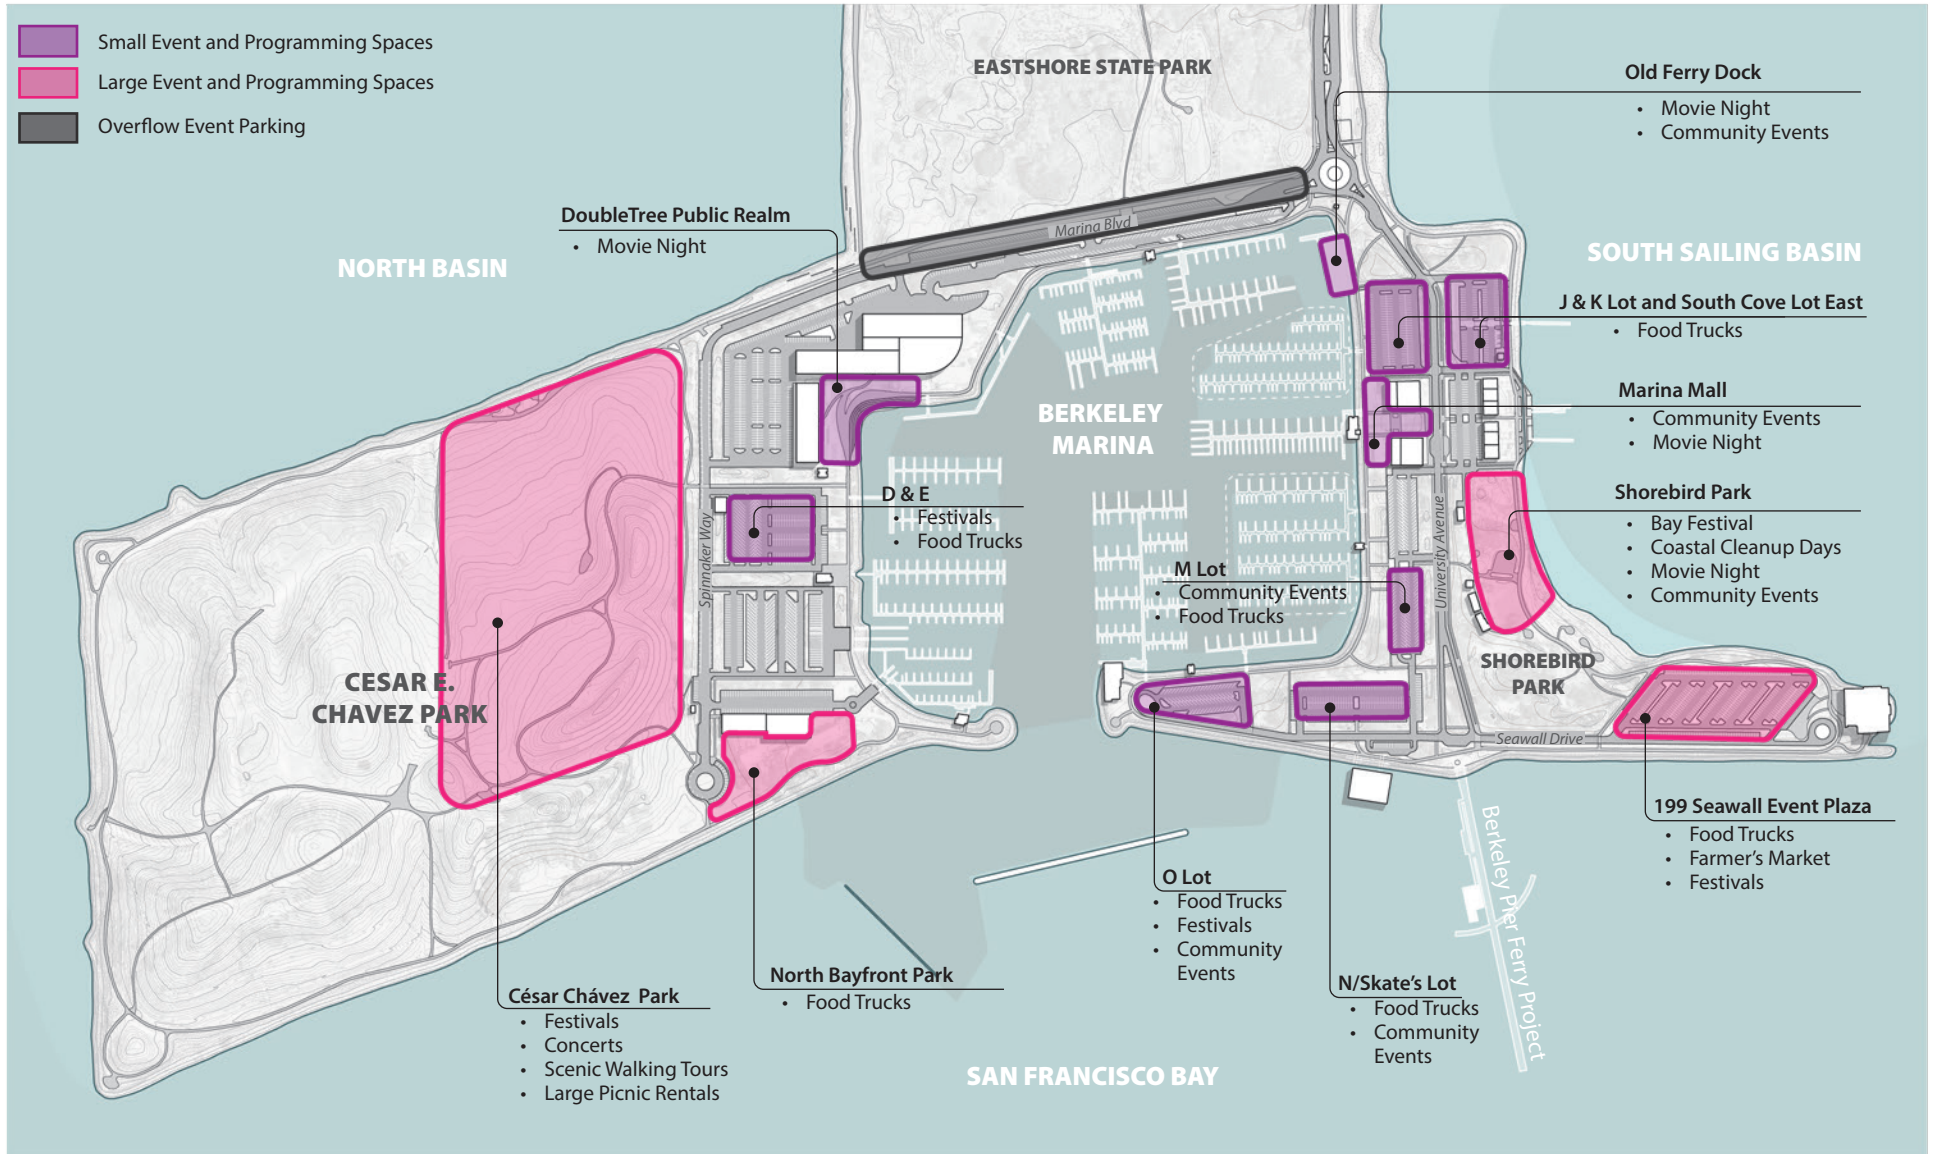 Small Event and Programming Spaces
Large Event and Programming Spaces
Overflow Event Parking
EASTSHORE STATE PARK
Old Ferry Dock
• Movie Night
• Community Events
DoubleTree Public Realm
• Movie Night
Marina Blvd
NORTH BASIN
SOUTH SAILING BASIN
J & K Lot and South Cove Lot East
• Food Trucks
BERKELEY
MARINA
Marina Mall
• Community Events
• Movie Night
D & E
• Festivals
• Food Trucks
Spinnaker Way
University Avenue
Shorebird Park
• Bay Festival
• Coastal Cleanup Days
• Movie Night
• Community Events
M Lot
• Community Events
• Food Trucks
CESAR E.
CHAVEZ PARK
SHOREBIRD
PARK
Seawall Drive
199 Seawall Event Plaza
• Food Trucks
• Farmer's Market
• Festivals
Berkeley Pier Ferry Project
O Lot
• Food Trucks
• Festivals
• Community
Events
N/Skate's Lot
• Food Trucks
• Community
Events
North Bayfront Park
• Food Trucks
César Chávez Park
• Festivals
• Concerts
• Scenic Walking Tours
• Large Picnic Rentals
SAN FRANCISCO BAY